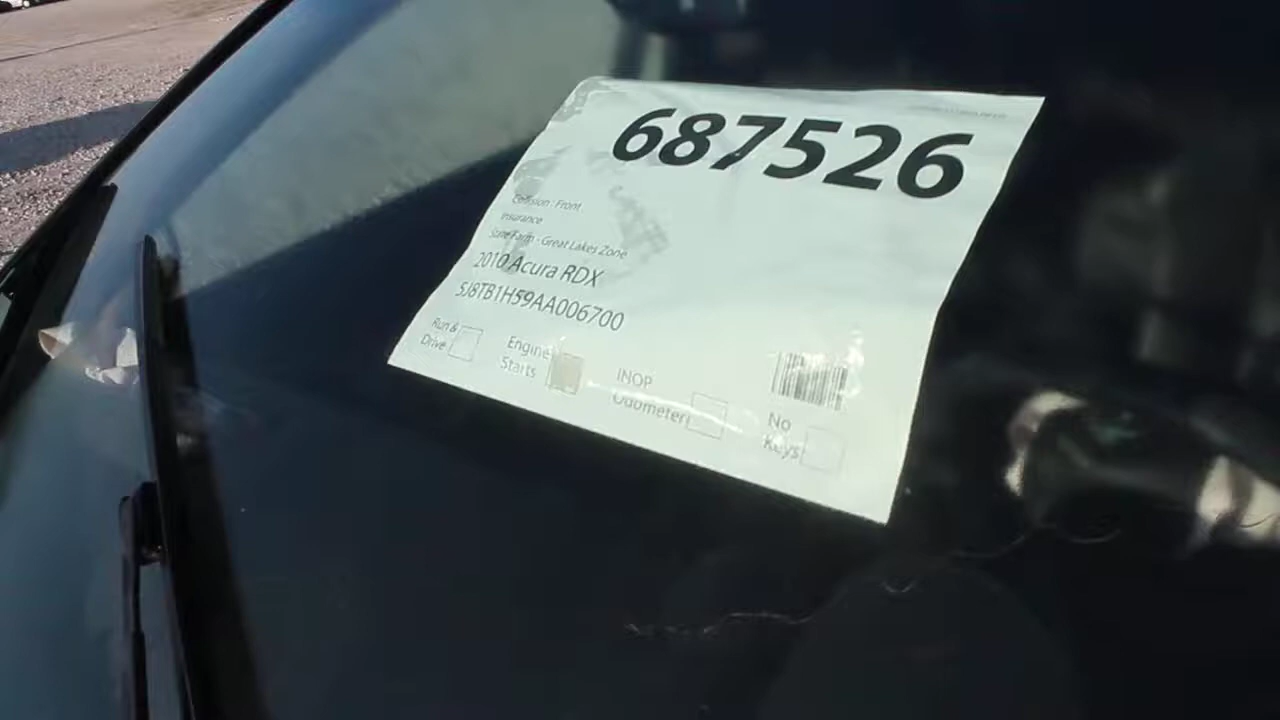 687526
Collision : Front
Insurance
State Farm - Great Lakes Zone
2010 Acura RDX
5J8TB1H59AA006700
Run & Drive
Engine Starts
INOP Odometer
No Keys